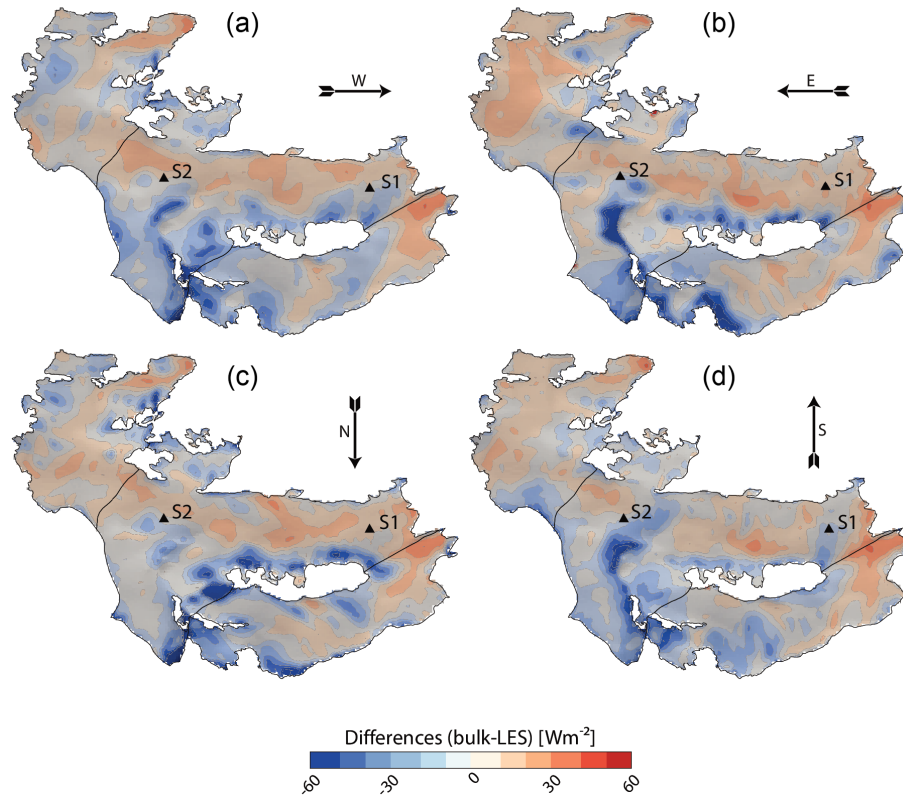 (a)
(b)
W
E
S2
S1
S2
S1
(c)
(d)
N
S
S2
S1
S2
S1
Differences (bulk-LES) [Wm⁻²]
-60
-30
0
30
60